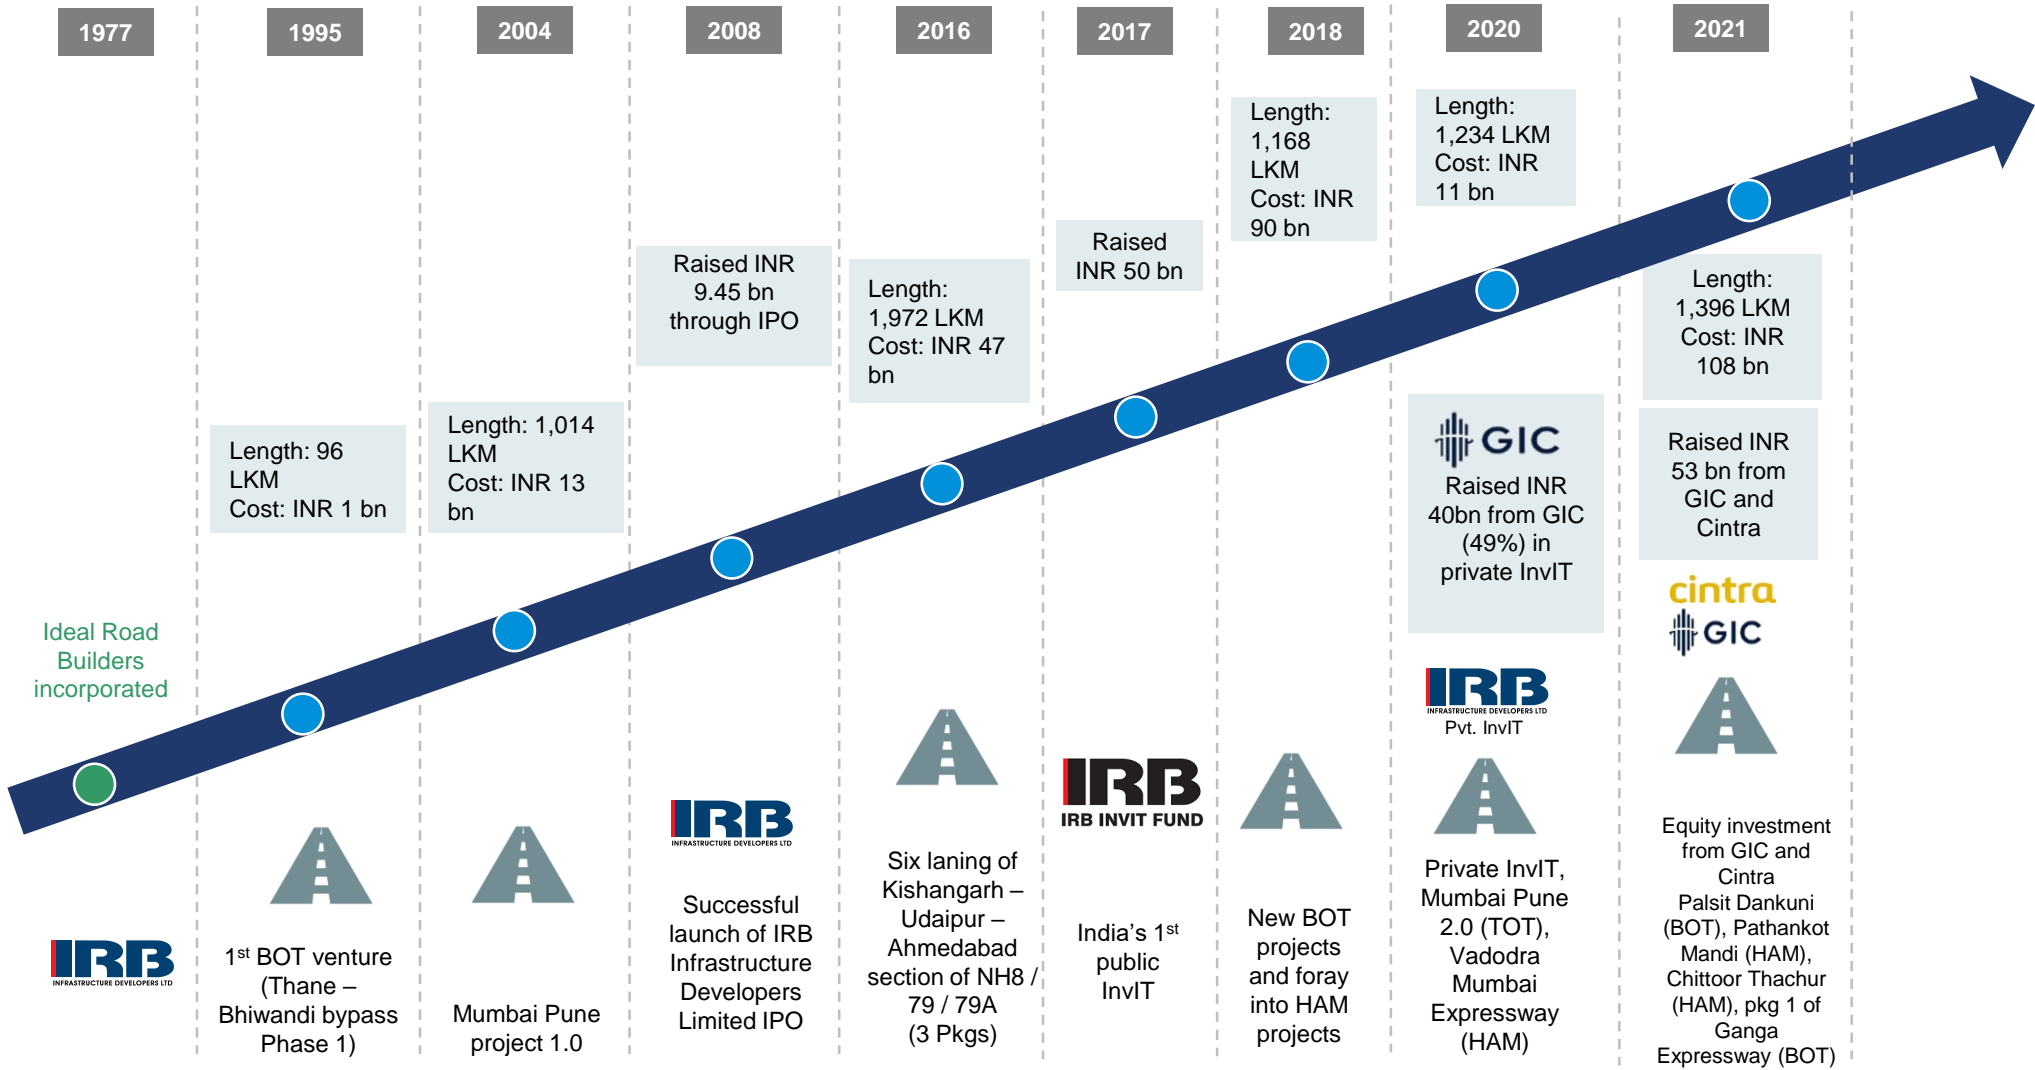 1977
1995
2004
2008
2016
2017
2018
2020
2021
Ideal Road
Builders
incorporated
IRB
INFRASTRUCTURE DEVELOPERS LTD
Length: 96
LKM
Cost: INR 1 bn
1st BOT venture
(Thane –
Bhiwandi bypass
Phase 1)
Length: 1,014
LKM
Cost: INR 13
bn
Mumbai Pune
project 1.0
Raised INR
9.45 bn
through IPO
IRB
INFRASTRUCTURE DEVELOPERS LTD
Successful
launch of IRB
Infrastructure
Developers
Limited IPO
Length:
1,972 LKM
Cost: INR 47
bn
Six laning of
Kishangarh –
Udaipur –
Ahmedabad
section of NH8 /
79 / 79A
(3 Pkgs)
Raised
INR 50 bn
IRB
IRB INVIT FUND
India’s 1st
public
InvIT
Length:
1,168
LKM
Cost: INR
90 bn
New BOT
projects
and foray
into HAM
projects
Length:
1,234 LKM
Cost: INR
11 bn
GIC
Raised INR
40bn from GIC
(49%) in
private InvIT
IRB
INFRASTRUCTURE DEVELOPERS LTD
Pvt. InvIT
Private InvIT,
Mumbai Pune
2.0 (TOT),
Vadodra
Mumbai
Expressway
(HAM)
Length:
1,396 LKM
Cost: INR
108 bn
Raised INR
53 bn from
GIC and
Cintra
cintra
GIC
Equity investment
from GIC and
Cintra
Palsit Dankuni
(BOT), Pathankot
Mandi (HAM),
Chittoor Thachur
(HAM), pkg 1 of
Ganga
Expressway (BOT)